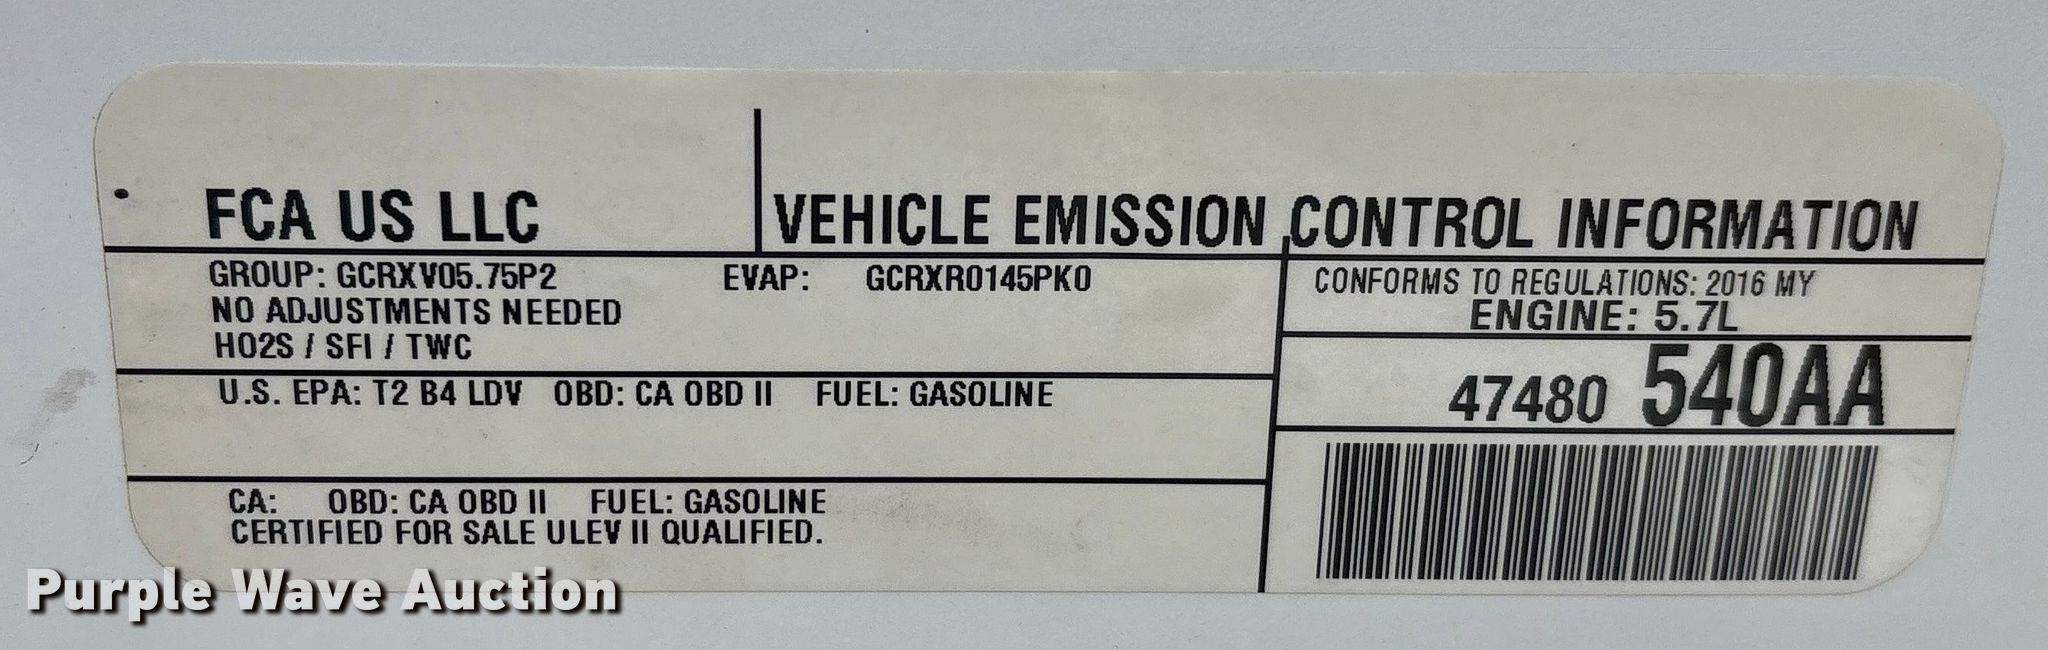 FCA US LLC
VEHICLE EMISSION CONTROL INFORMATION
GROUP: GCRXV05.75P2 EVAP: GCRXR0145PK0
NO ADJUSTMENTS NEEDED
HO2S / SFI / TWC
CONFORMS TO REGULATIONS: 2016 MY
ENGINE: 5.7L
U.S. EPA: T2 B4 LDV OBD: CA OBD II FUEL: GASOLINE
47480 540AA
CA: OBD: CA OBD II FUEL: GASOLINE
CERTIFIED FOR SALE ULEV II QUALIFIED.
Purple Wave Auction